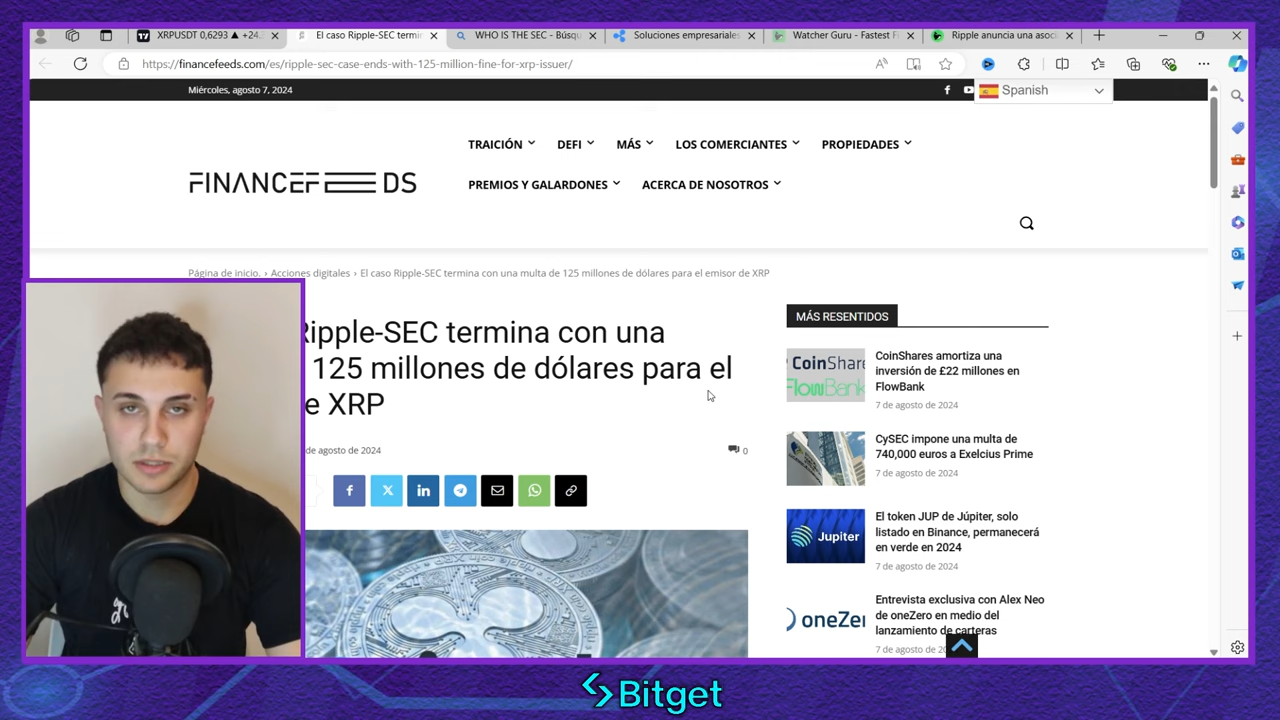 XRPUSDT 0,6293 ▲ +24.
El caso Ripple-SEC termin
WHO IS THE SEC - Búsqu
Soluciones empresariales
Watcher Guru - Fastest F
Ripple anuncia una asoci
https://financefeeds.com/es/ripple-sec-case-ends-with-125-million-fine-for-xrp-issuer/
Miércoles, agosto 7, 2024
Spanish
FINANCEFEEDS
TRAICIÓN
DEFI
MÁS
LOS COMERCIANTES
PROPIEDADES
PREMIOS Y GALARDONES
ACERCA DE NOSOTROS
Página de inicio. › Acciones digitales › El caso Ripple-SEC termina con una multa de 125 millones de dólares para el emisor de XRP
Ripple-SEC termina con una
125 millones de dólares para el
e XRP
de agosto de 2024
0
MÁS RESENTIDOS
CoinShare
FlowBank
CoinShares amortiza una
inversión de £22 millones en
FlowBank
7 de agosto de 2024
CySEC impone una multa de
740,000 euros a Exelcius Prime
7 de agosto de 2024
Jupiter
El token JUP de Júpiter, solo
listado en Binance, permanecerá
en verde en 2024
7 de agosto de 2024
oneZer
Entrevista exclusiva con Alex Neo
de oneZero en medio del
lanzamiento de carteras
7 de agosto de 20
Bitget